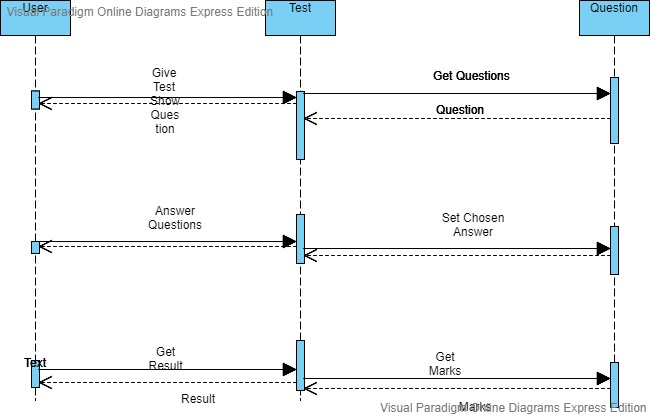 User
Visual Paradigm Online Diagrams Express Edition
Test
Question
Give
Test
Show
Ques
tion
Get Questions
Question
Answer
Questions
Set Chosen
Answer
Text
Get
Result
Get
Marks
Result
Marks
Visual Paradigm Online Diagrams Express Edition